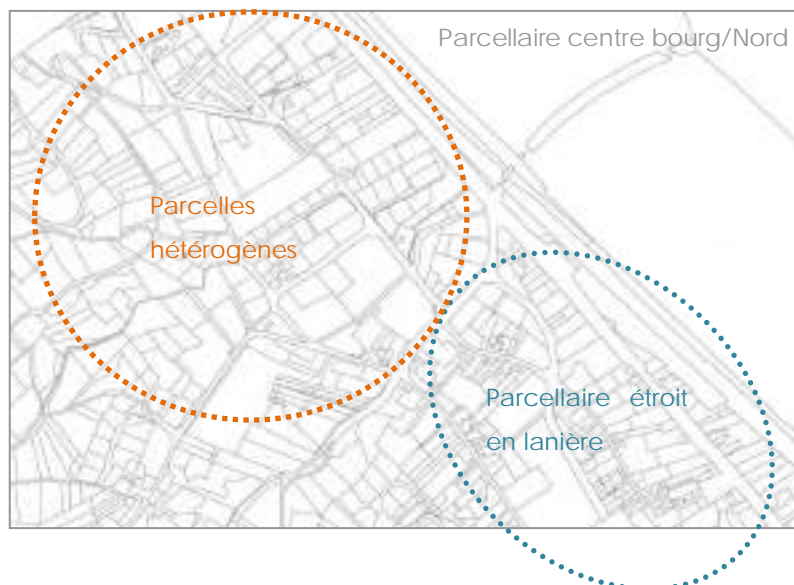 Parcellaire centre bourg/Nord
Parcelles
hétérogènes
Parcellaire étroit
en lanière